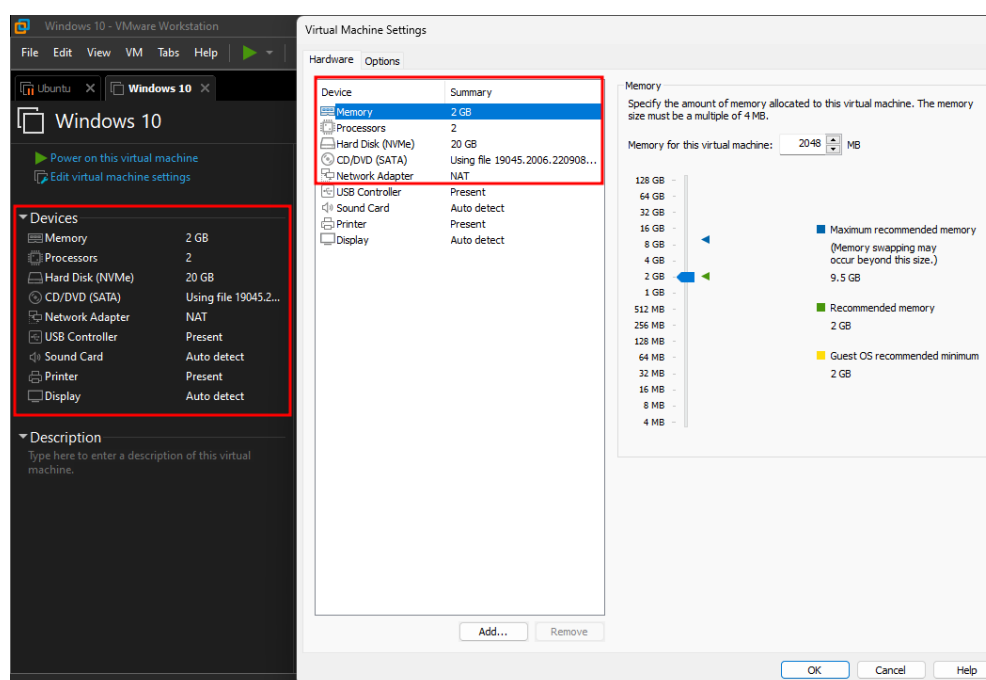 Windows 10 - VMware Workstation
File Edit View VM Tabs Help
Ubuntu Windows 10
Windows 10
Power on this virtual machine
Edit virtual machine settings
Devices
Memory 2 GB
Processors 2
Hard Disk (NVMe) 20 GB
CD/DVD (SATA) Using file 19045.2...
Network Adapter NAT
USB Controller Present
Sound Card Auto detect
Printer Present
Display Auto detect
Description
Type here to enter a description of this virtual
machine.
Virtual Machine Settings
Hardware Options
Device Summary
Memory 2 GB
Processors 2
Hard Disk (NVMe) 20 GB
CD/DVD (SATA) Using file 19045.2006.220908...
Network Adapter NAT
USB Controller Present
Sound Card Auto detect
Printer Present
Display Auto detect
Add... Remove
Memory
Specify the amount of memory allocated to this virtual machine. The memory
size must be a multiple of 4 MB.
Memory for this virtual machine: 2048 MB
128 GB
64 GB
32 GB
16 GB
8 GB
4 GB
2 GB
1 GB
512 MB
256 MB
128 MB
64 MB
32 MB
16 MB
8 MB
4 MB
Maximum recommended memory
(Memory swapping may
occur beyond this size.)
9.5 GB
Recommended memory
2 GB
Guest OS recommended minimum
2 GB
OK Cancel Help